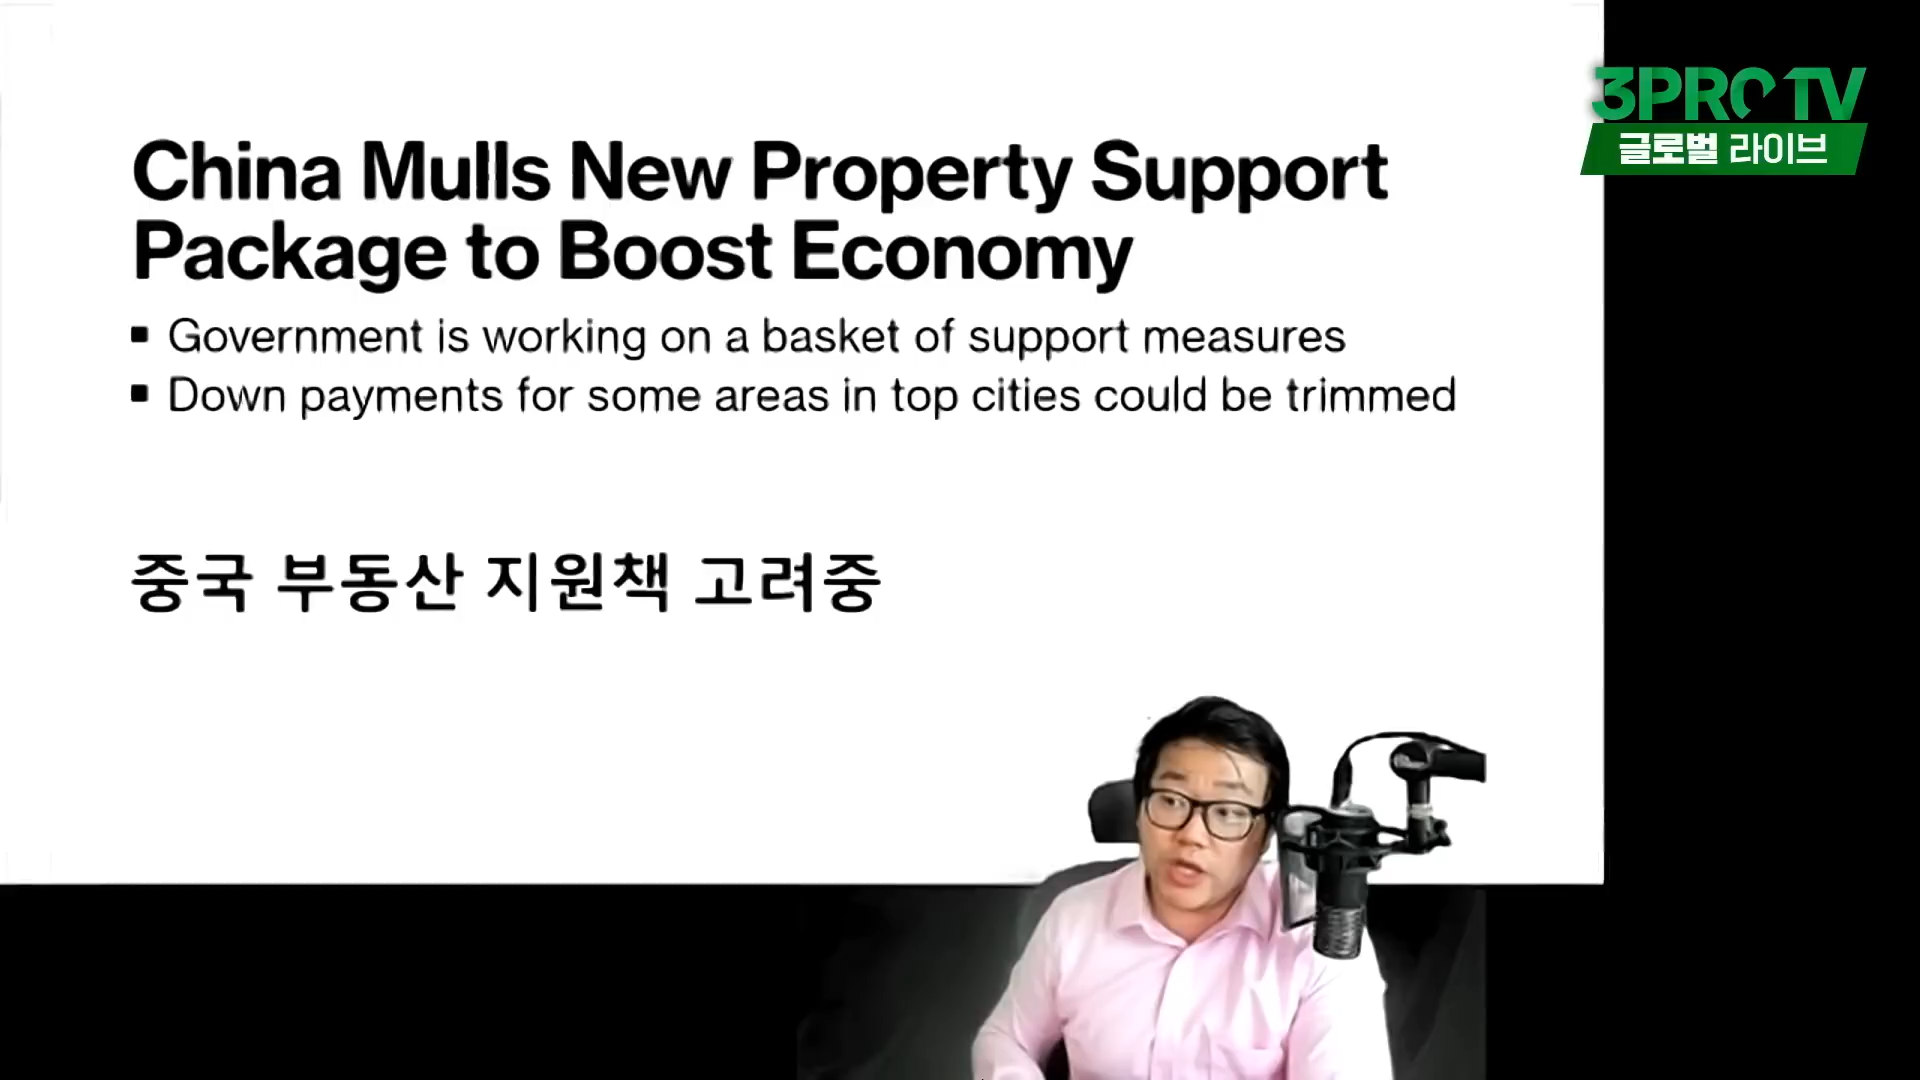 3PROTV
글로벌 라이브
China Mulls New Property Support
Package to Boost Economy
▪ Government is working on a basket of support measures
▪ Down payments for some areas in top cities could be trimmed
중국 부동산 지원책 고려중